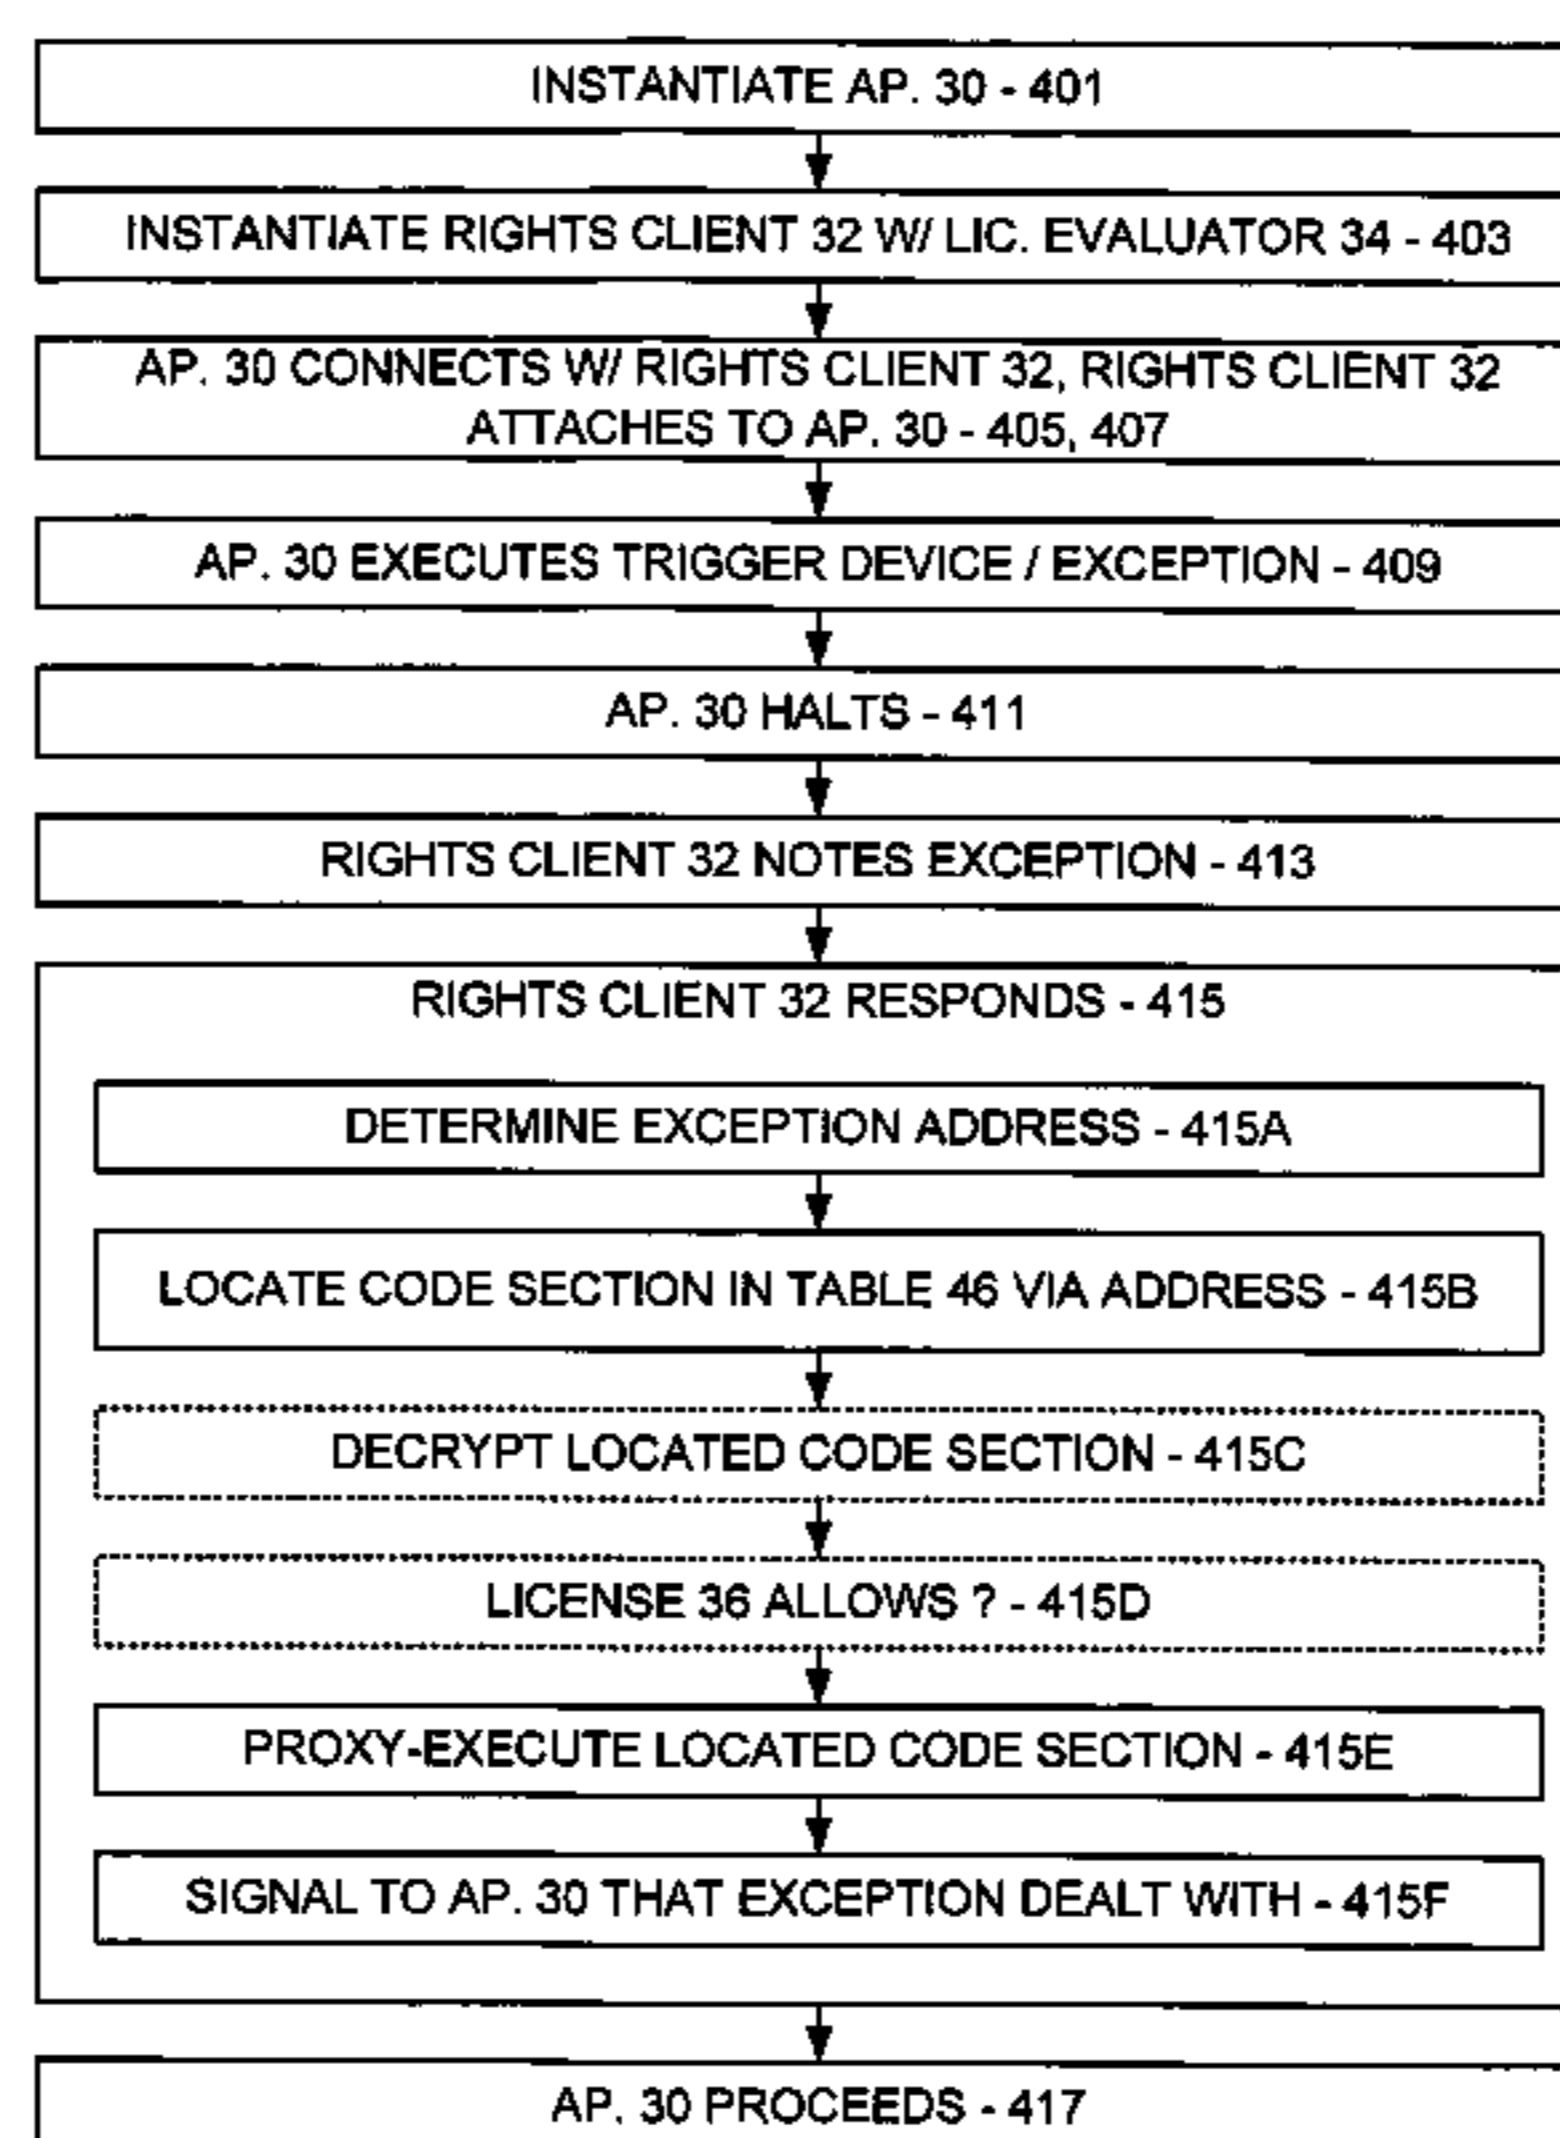 INSTANTIATE AP. 30 - 401
INSTANTIATE RIGHTS CLIENT 32 W/ LIC. EVALUATOR 34 - 403
AP. 30 CONNECTS W/ RIGHTS CLIENT 32, RIGHTS CLIENT 32
ATTACHES TO AP. 30 - 405, 407
AP. 30 EXECUTES TRIGGER DEVICE / EXCEPTION - 409
AP. 30 HALTS - 411
RIGHTS CLIENT 32 NOTES EXCEPTION - 413
RIGHTS CLIENT 32 RESPONDS - 415
DETERMINE EXCEPTION ADDRESS - 415A
LOCATE CODE SECTION IN TABLE 46 VIA ADDRESS - 415B
DECRYPT LOCATED CODE SECTION - 415C
LICENSE 36 ALLOWS ? - 415D
PROXY-EXECUTE LOCATED CODE SECTION - 415E
SIGNAL TO AP. 30 THAT EXCEPTION DEALT WITH - 415F
AP. 30 PROCEEDS - 417